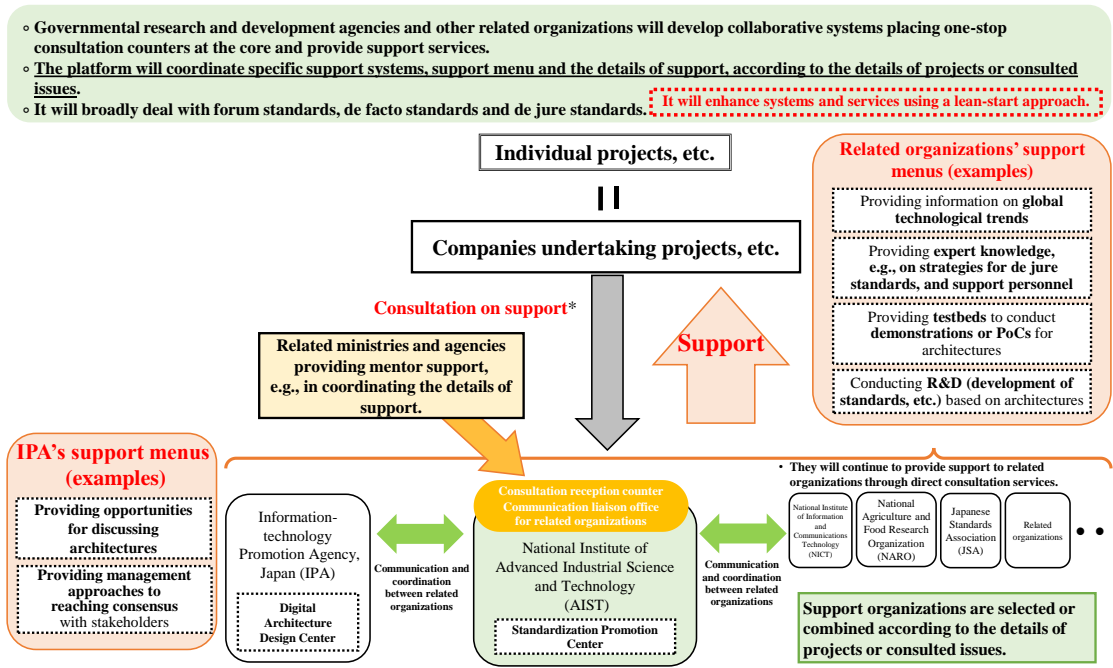 ∘ Governmental research and development agencies and other related organizations will develop collaborative systems placing one-stop
consultation counters at the core and provide support services.
∘ The platform will coordinate specific support systems, support menu and the details of support, according to the details of projects or consulted
issues.
∘ It will broadly deal with forum standards, de facto standards and de jure standards.
It will enhance systems and services using a lean-start approach.
Individual projects, etc.
Companies undertaking projects, etc.
Consultation on support*
Related ministries and agencies
providing mentor support,
e.g., in coordinating the details of
support.
Support
Related organizations' support
menus (examples)
Providing information on global
technological trends
Providing expert knowledge,
e.g., on strategies for de jure
standards, and support personnel
Providing testbeds to conduct
demonstrations or PoCs for
architectures
Conducting R&D (development of
standards, etc.) based on architectures
IPA's support menus
(examples)
Providing opportunities
for discussing
architectures
Providing management
approaches to
reaching consensus
with stakeholders
Information-
technology
Promotion Agency,
Japan (IPA)
Digital
Architecture
Design Center
Communication and
coordination
between related
organizations
Consultation reception counter
Communication liaison office
for related organizations
National Institute of
Advanced Industrial Science
and Technology
(AIST)
Standardization Promotion
Center
Communication
and coordination
between related
organizations
• They will continue to provide support to related
organizations through direct consultation services.
National Institute
of Information
and
Communications
Technology
(NICT)
National
Agriculture and
Food Research
Organization
(NARO)
Japanese
Standards
Association
(JSA)
Related
organizations
• •
Support organizations are selected or
combined according to the details of
projects or consulted issues.